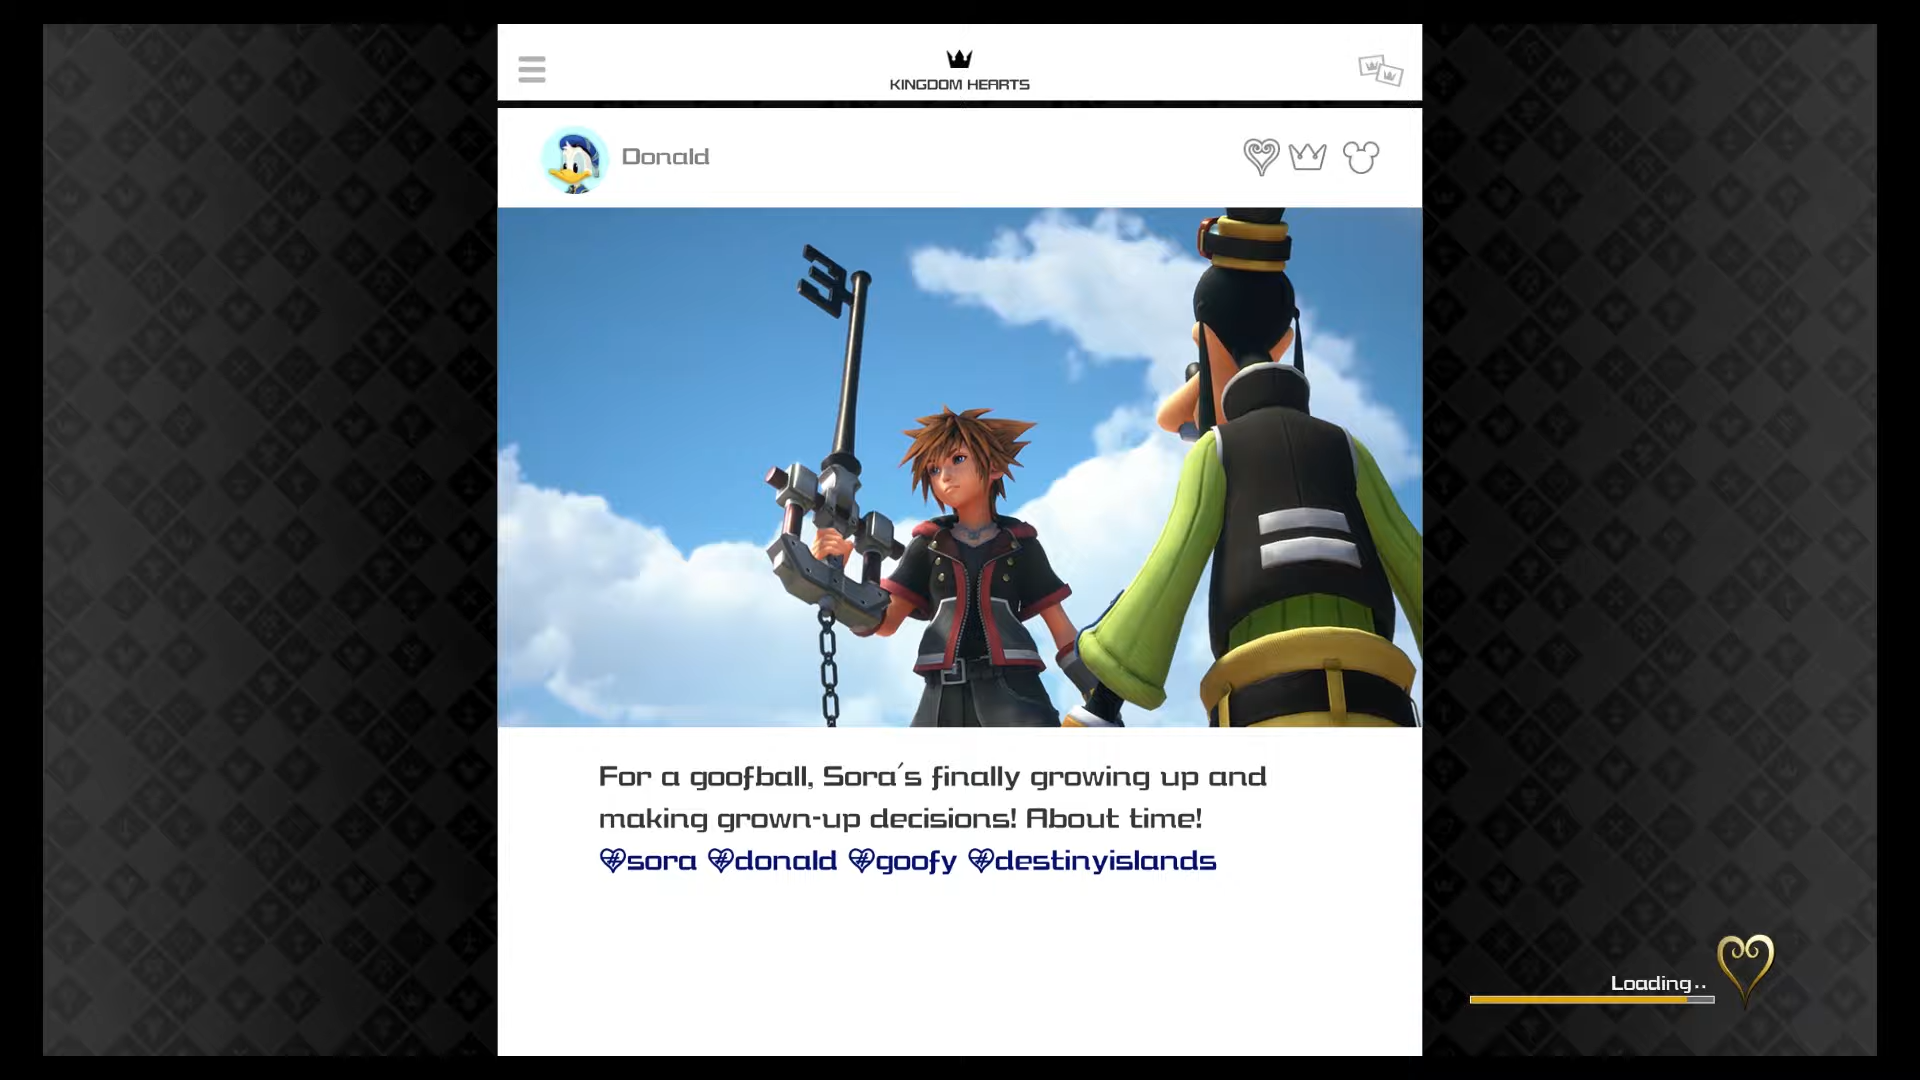 KINGDOM HEARTS
Donald
For a goofball, Sora's finally growing up and
making grown-up decisions! About time!
#sora #donald #goofy #destinyislands
Loading..